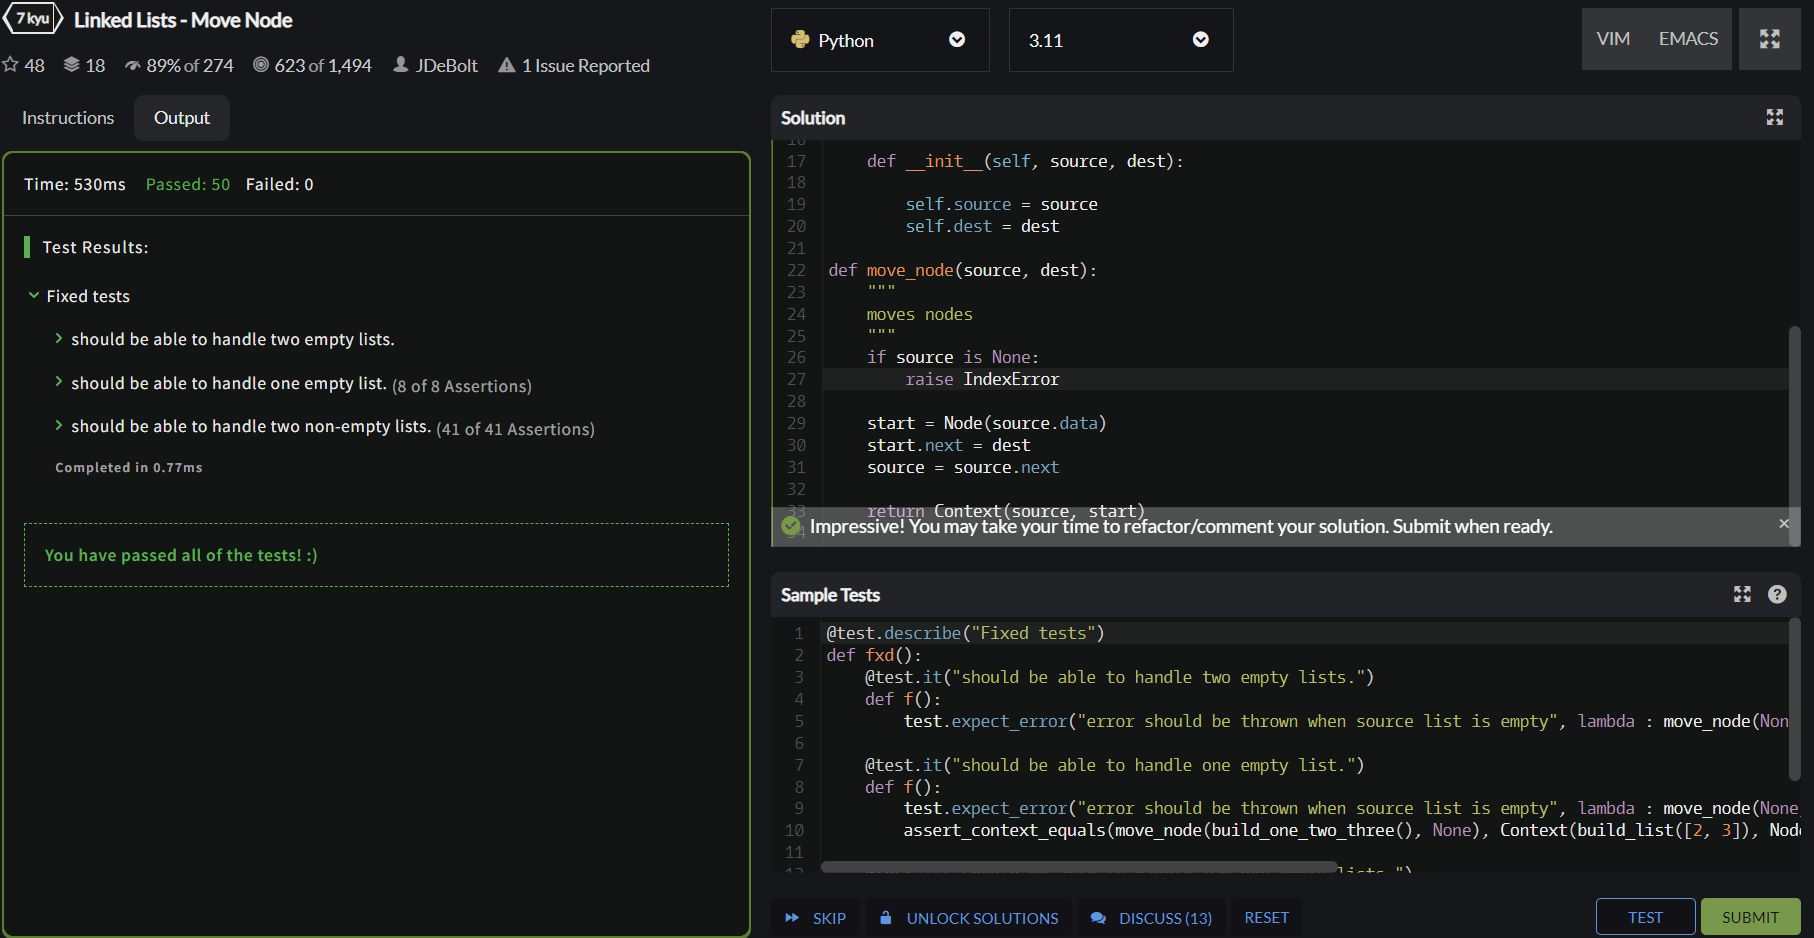 7 kyu Linked Lists - Move Node
48 18 89% of 274 623 of 1,494 JDeBolt 1 Issue Reported
Instructions Output
Time: 530ms Passed: 50 Failed: 0
Test Results:
Fixed tests
should be able to handle two empty lists.
should be able to handle one empty list. (8 of 8 Assertions)
should be able to handle two non-empty lists. (41 of 41 Assertions)
Completed in 0.77ms
You have passed all of the tests! :)
Python 3.11 VIM EMACS
Solution
16
17 def __init__(self, source, dest):
18
19 self.source = source
20 self.dest = dest
21
22 def move_node(source, dest):
23 """
24 moves nodes
25 """
26 if source is None:
27 raise IndexError
28
29 start = Node(source.data)
30 start.next = dest
31 source = source.next
32
33 return Context(source, start)
34
Impressive! You may take your time to refactor/comment your solution. Submit when ready. ×
Sample Tests ?
1 @test.describe("Fixed tests")
2 def fxd():
3 @test.it("should be able to handle two empty lists.")
4 def f():
5 test.expect_error("error should be thrown when source list is empty", lambda : move_node(Non
6
7 @test.it("should be able to handle one empty list.")
8 def f():
9 test.expect_error("error should be thrown when source list is empty", lambda : move_node(None
10 assert_context_equals(move_node(build_one_two_three(), None), Context(build_list([2, 3]), Node
11
12 lists.")
SKIP UNLOCK SOLUTIONS DISCUSS (13) RESET TEST SUBMIT